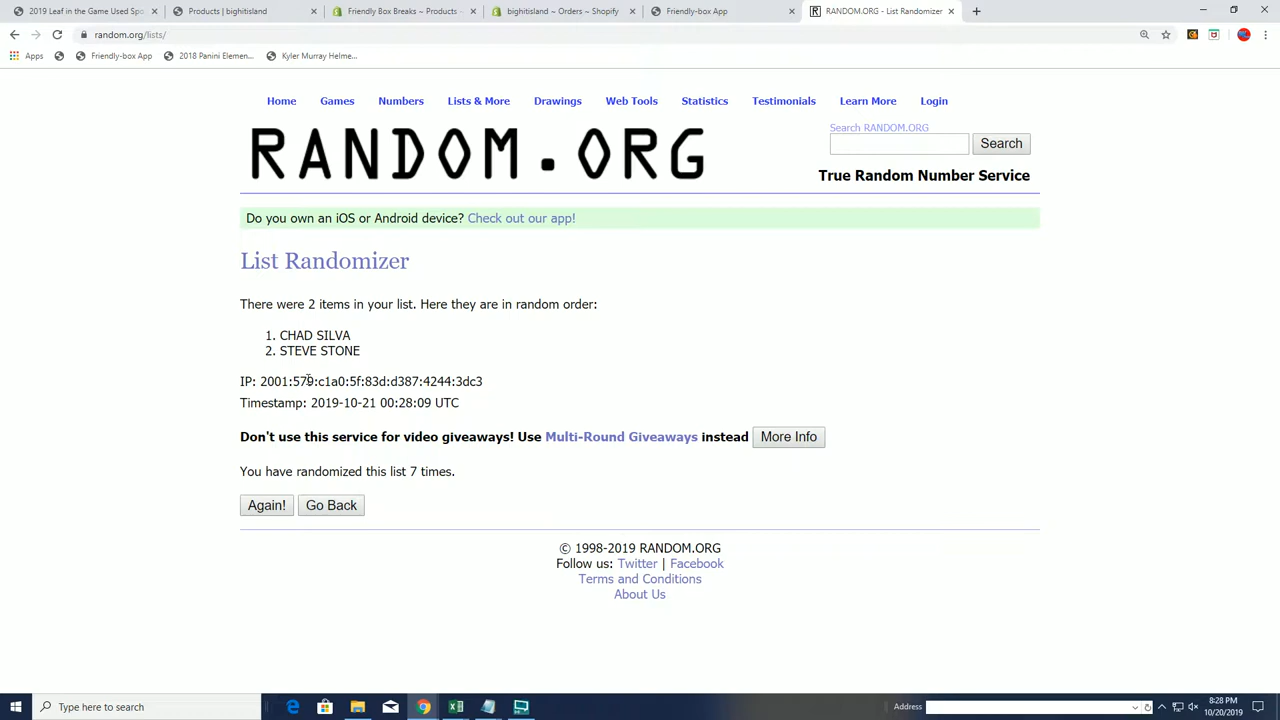 2019 Leaf in the Game Used Spo
Products | bighitisland
Friendly Box Breaks ~ Products ~
bighitisland ~ Orders ~ Shopify
Friendly-box App
RANDOM.ORG - List Randomizer
random.org/lists/
Apps
Friendly-box App
2018 Panini Elemen...
Kyler Murray Helme...
Home
Games
Numbers
Lists & More
Drawings
Web Tools
Statistics
Testimonials
Learn More
Login
RANDOM.ORG
Search RANDOM.ORG
Search
True Random Number Service
Do you own an iOS or Android device? Check out our app!
List Randomizer
There were 2 items in your list. Here they are in random order:
1. CHAD SILVA
2. STEVE STONE
IP: 2001:579:c1a0:5f:83d:d387:4244:3dc3
Timestamp: 2019-10-21 00:28:09 UTC
Don't use this service for video giveaways! Use Multi-Round Giveaways instead More Info
You have randomized this list 7 times.
Again! Go Back
© 1998-2019 RANDOM.ORG
Follow us: Twitter | Facebook
Terms and Conditions
About Us
Type here to search
Address
8:28 PM
10/20/2019